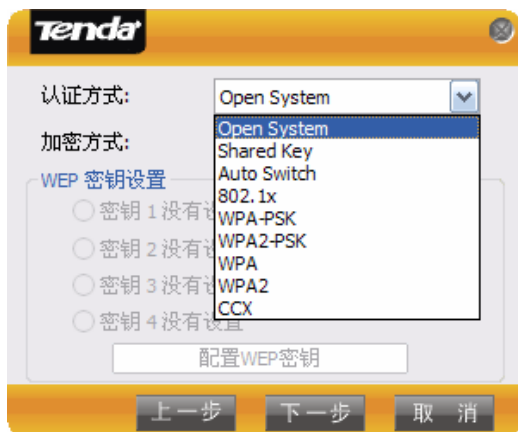 Tenda
认证方式: Open System
Open System
加密方式:
Shared Key
WEP 密钥设置
Auto Switch
802.1x
密钥 1 没有设
WPA-PSK
密钥 2 没有设
WPA2-PSK
WPA
密钥 3 没有设
WPA2
CCX
密钥 4 没有设置
配置WEP密钥
上一步 下一步 取 消